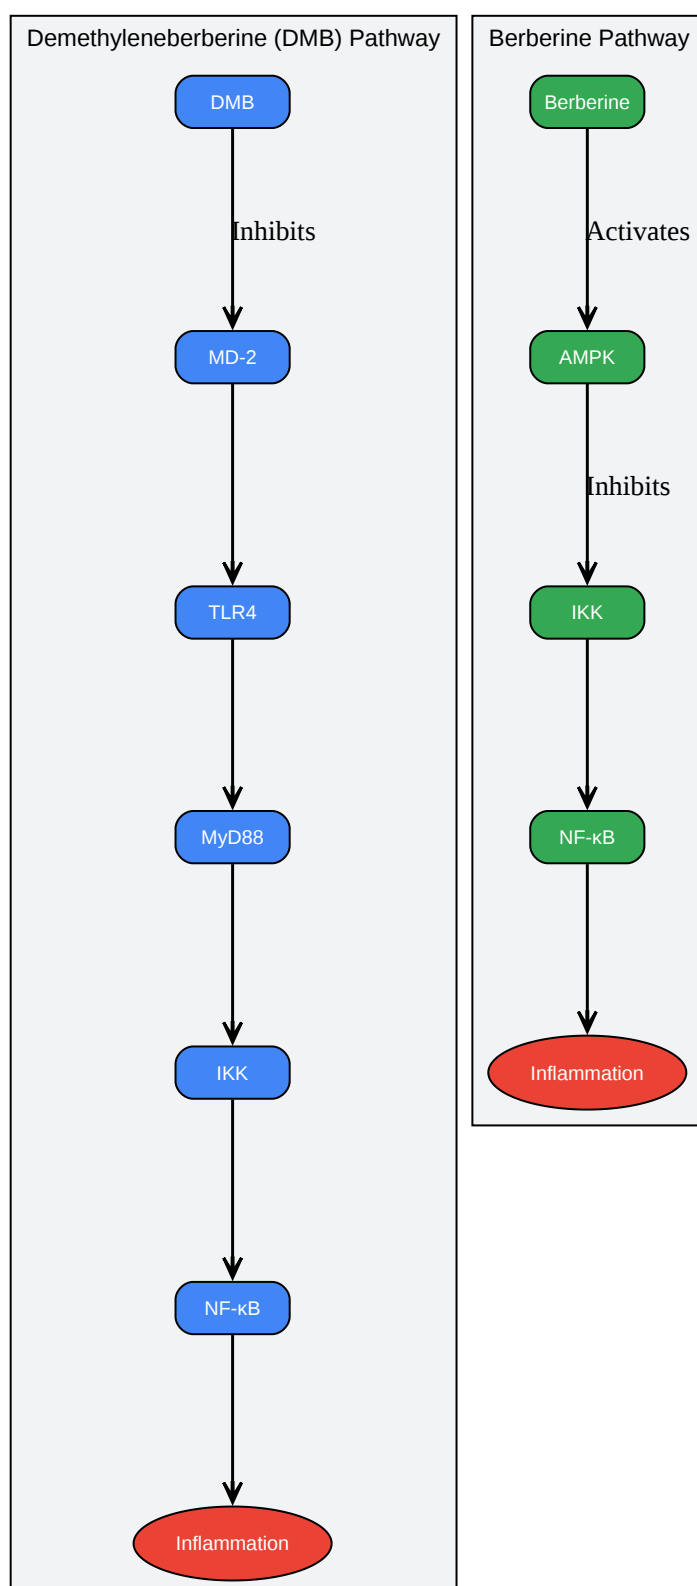 Demethyleneberberine (DMB) Pathway
DMB
Inhibits
MD-2
TLR4
MyD88
IKK
NF-κB
Inflammation
Berberine Pathway
Berberine
Activates
AMPK
Inhibits
IKK
NF-κB
Inflammation